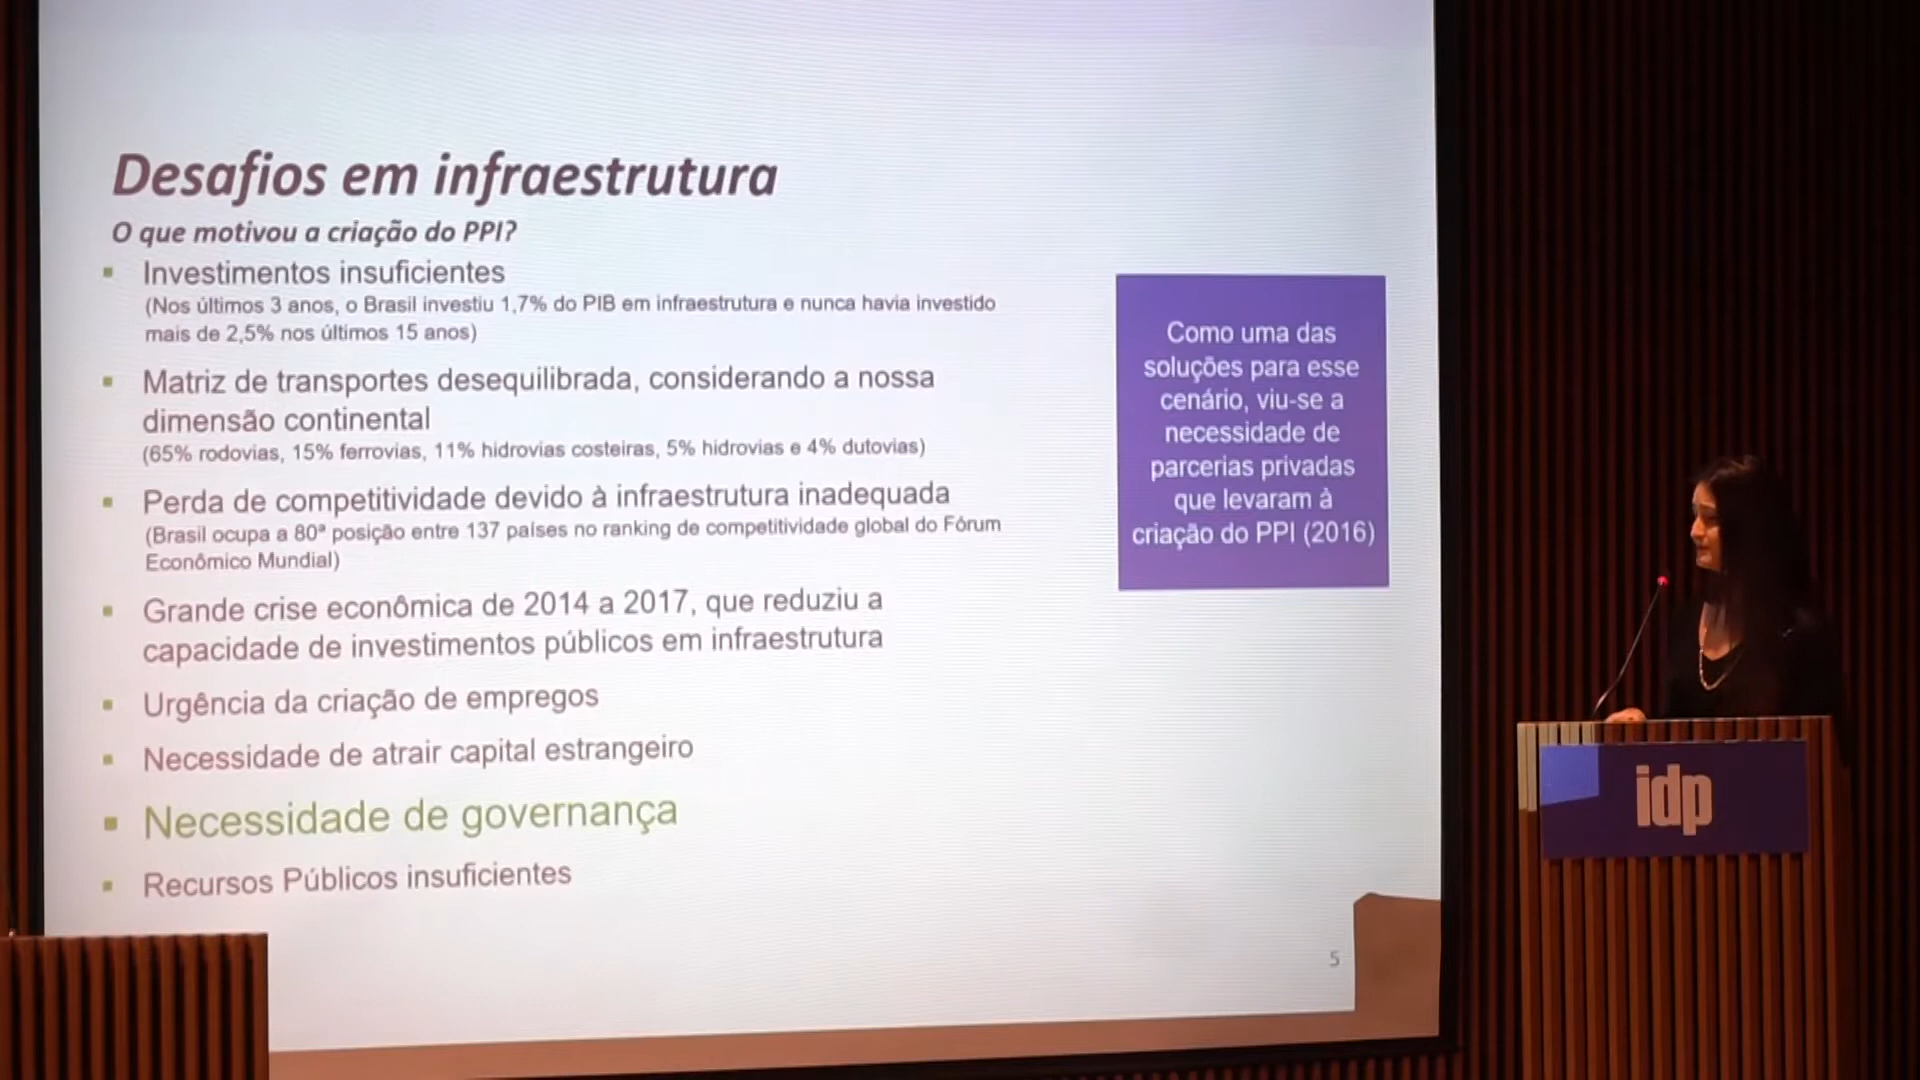 Desafios em infraestrutura
O que motivou a criação do PPI?
▪ Investimentos insuficientes
(Nos últimos 3 anos, o Brasil investiu 1,7% do PIB em infraestrutura e nunca havia investido
mais de 2,5% nos últimos 15 anos)
▪ Matriz de transportes desequilibrada, considerando a nossa
dimensão continental
(65% rodovias, 15% ferrovias, 11% hidrovias costeiras, 5% hidrovias e 4% dutovias)
▪ Perda de competitividade devido à infraestrutura inadequada
(Brasil ocupa a 80ª posição entre 137 países no ranking de competitividade global do Fórum
Econômico Mundial)
▪ Grande crise econômica de 2014 a 2017, que reduziu a
capacidade de investimentos públicos em infraestrutura
▪ Urgência da criação de empregos
▪ Necessidade de atrair capital estrangeiro
▪ Necessidade de governança
▪ Recursos Públicos insuficientes
Como uma das
soluções para esse
cenário, viu-se a
necessidade de
parcerias privadas
que levaram à
criação do PPI (2016)
5
idp